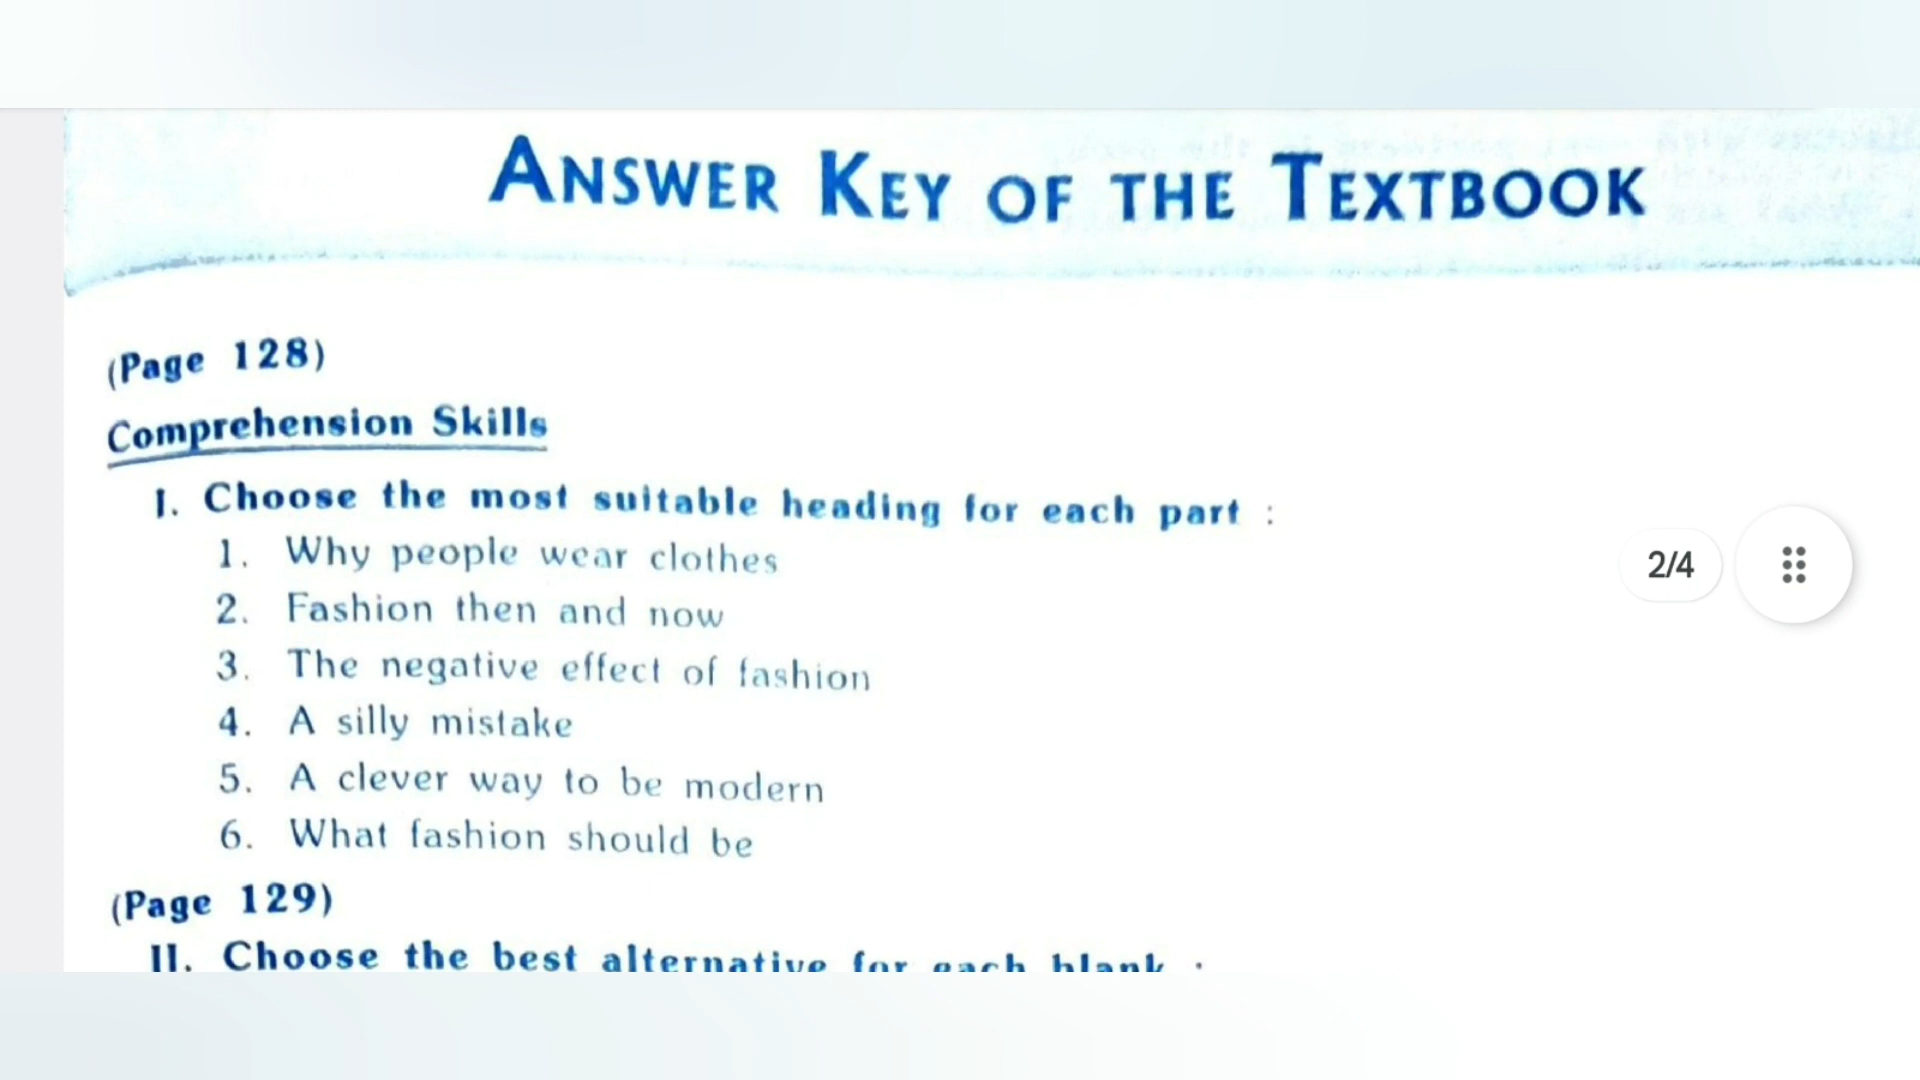 ANSWER KEY OF THE TEXTBOOK
(Page 128)
Comprehension Skills
I. Choose the most suitable heading for each part :
1. Why people wear clothes
2. Fashion then and now
3. The negative effect of fashion
4. A silly mistake
5. A clever way to be modern
6. What fashion should be
2/4
(Page 129)
II. Choose the best alternative for each blank :